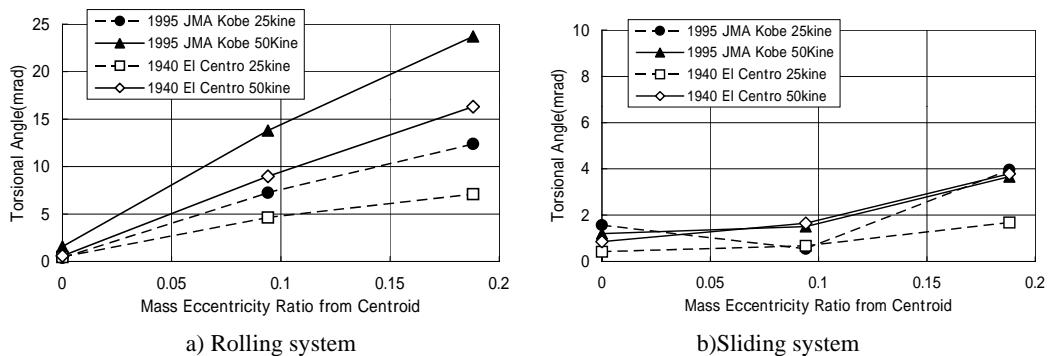 1995 JMA Kobe 25kine
1995 JMA Kobe 50Kine
1940 El Centro 25kine
1940 El Centro 50kine
Torsional Angle(mrad)
25
20
15
10
5
0
0
0.05
0.1
0.15
0.2
Mass Eccentricity Ratio from Centroid
a) Rolling system
1995 JMA Kobe 25kine
1995 JMA Kobe 50Kine
1940 El Centro 25kine
1940 El Centro 50kine
Torsional Angle(mrad)
10
8
6
4
2
0
0
0.05
0.1
0.15
0.2
Mass Eccentricity Ratio from Centroid
b)Sliding system